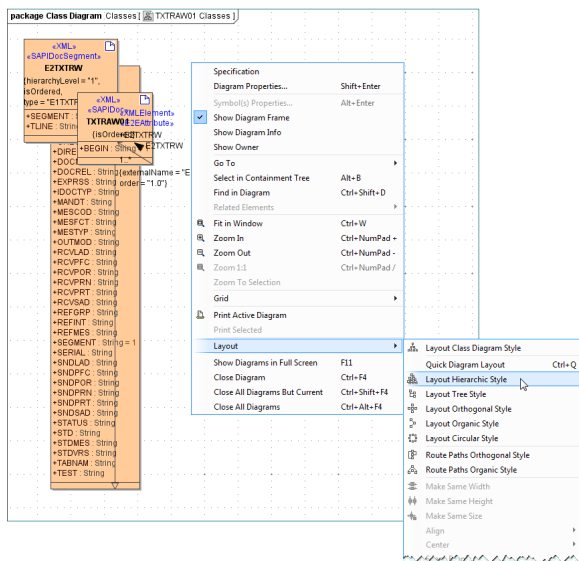 package Class Diagram Classes [ TXTRAW01 Classes ]
«XML»
«SAPIDocSegment»
E2TXTRW
{hierarchyLevel = "1",
isOrdered,
type = "E1TXTR
+SEGMENT :
+TLINE : Strin
«XML»
«SAPIDoc
«XMLElement»
TXTRAW01
«E2EAttribute»
{isOrdered}
+E2TXTRW
+BEGIN : String
+E2TXTRW
1..*
+DIRE
+DOCN
+DOCREL : String
{externalName = "E
+EXPRSS : String
order = "1.0"}
+IDOCTYP : String
+MANDT : String
+MESCOD : String
+MESFCT : String
+MESTYP : String
+OUTMOD : String
+RCVLAD : String
+RCVPFC : String
+RCVPOR : String
+RCVPRN : String
+RCVPRT : String
+RCVSAD : String
+REFGRP : String
+REFINT : String
+REFMES : String
+SEGMENT : String = 1
+SERIAL : String
+SNDLAD : String
+SNDPFC : String
+SNDPOR : String
+SNDPRN : String
+SNDPRT : String
+SNDSAD : String
+STATUS : String
+STD : String
+STDMES : String
+STDVRS : String
+TABNAM : String
+TEST : String
Specification
Diagram Properties... Shift+Enter
Symbol(s) Properties... Alt+Enter
Show Diagram Frame
Show Diagram Info
Show Owner
Go To
Select in Containment Tree Alt+B
Find in Diagram Ctrl+Shift+D
Related Elements
Fit in Window Ctrl+W
Zoom In Ctrl+NumPad +
Zoom Out Ctrl+NumPad -
Zoom 1:1 Ctrl+NumPad /
Zoom To Selection
Grid
Print Active Diagram
Print Selected
Layout
Show Diagrams in Full Screen F11
Close Diagram Ctrl+F4
Close All Diagrams But Current Ctrl+Shift+F4
Close All Diagrams Ctrl+Alt+F4
Layout Class Diagram Style
Quick Diagram Layout Ctrl+Q
Layout Hierarchic Style
Layout Tree Style
Layout Orthogonal Style
Layout Organic Style
Layout Circular Style
Route Paths Orthogonal Style
Route Paths Organic Style
Make Same Width
Make Same Height
Make Same Size
Align
Center